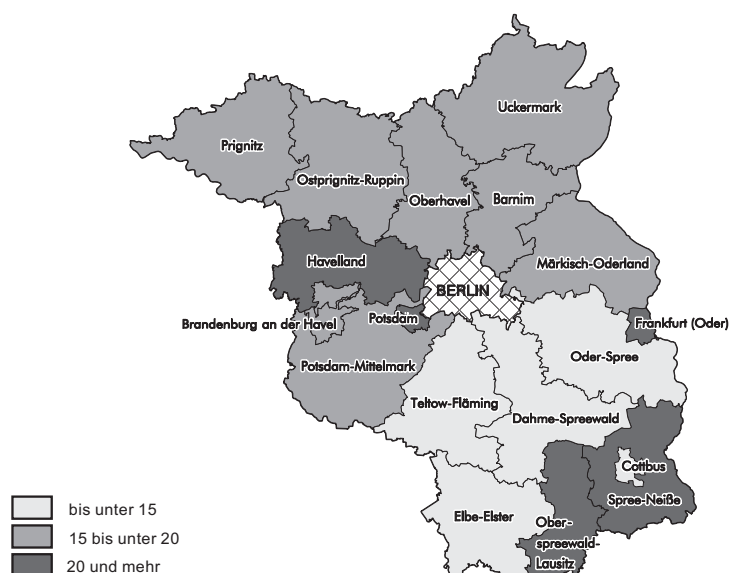 Uckermark
Prignitz
Ostprignitz-Ruppin
Oberhavel
Barnim
Havelland
Märkisch-Oderland
BERLIN
Brandenburg an der Havel
Potsdam
Frankfurt (Oder)
Potsdam-Mittelmark
Oder-Spree
Teltow-Fläming
Dahme-Spreewald
Cottbus
Spree-Neiße
Elbe-Elster
Ober-
spreewald-
Lausitz
bis unter 15
15 bis unter 20
20 und mehr